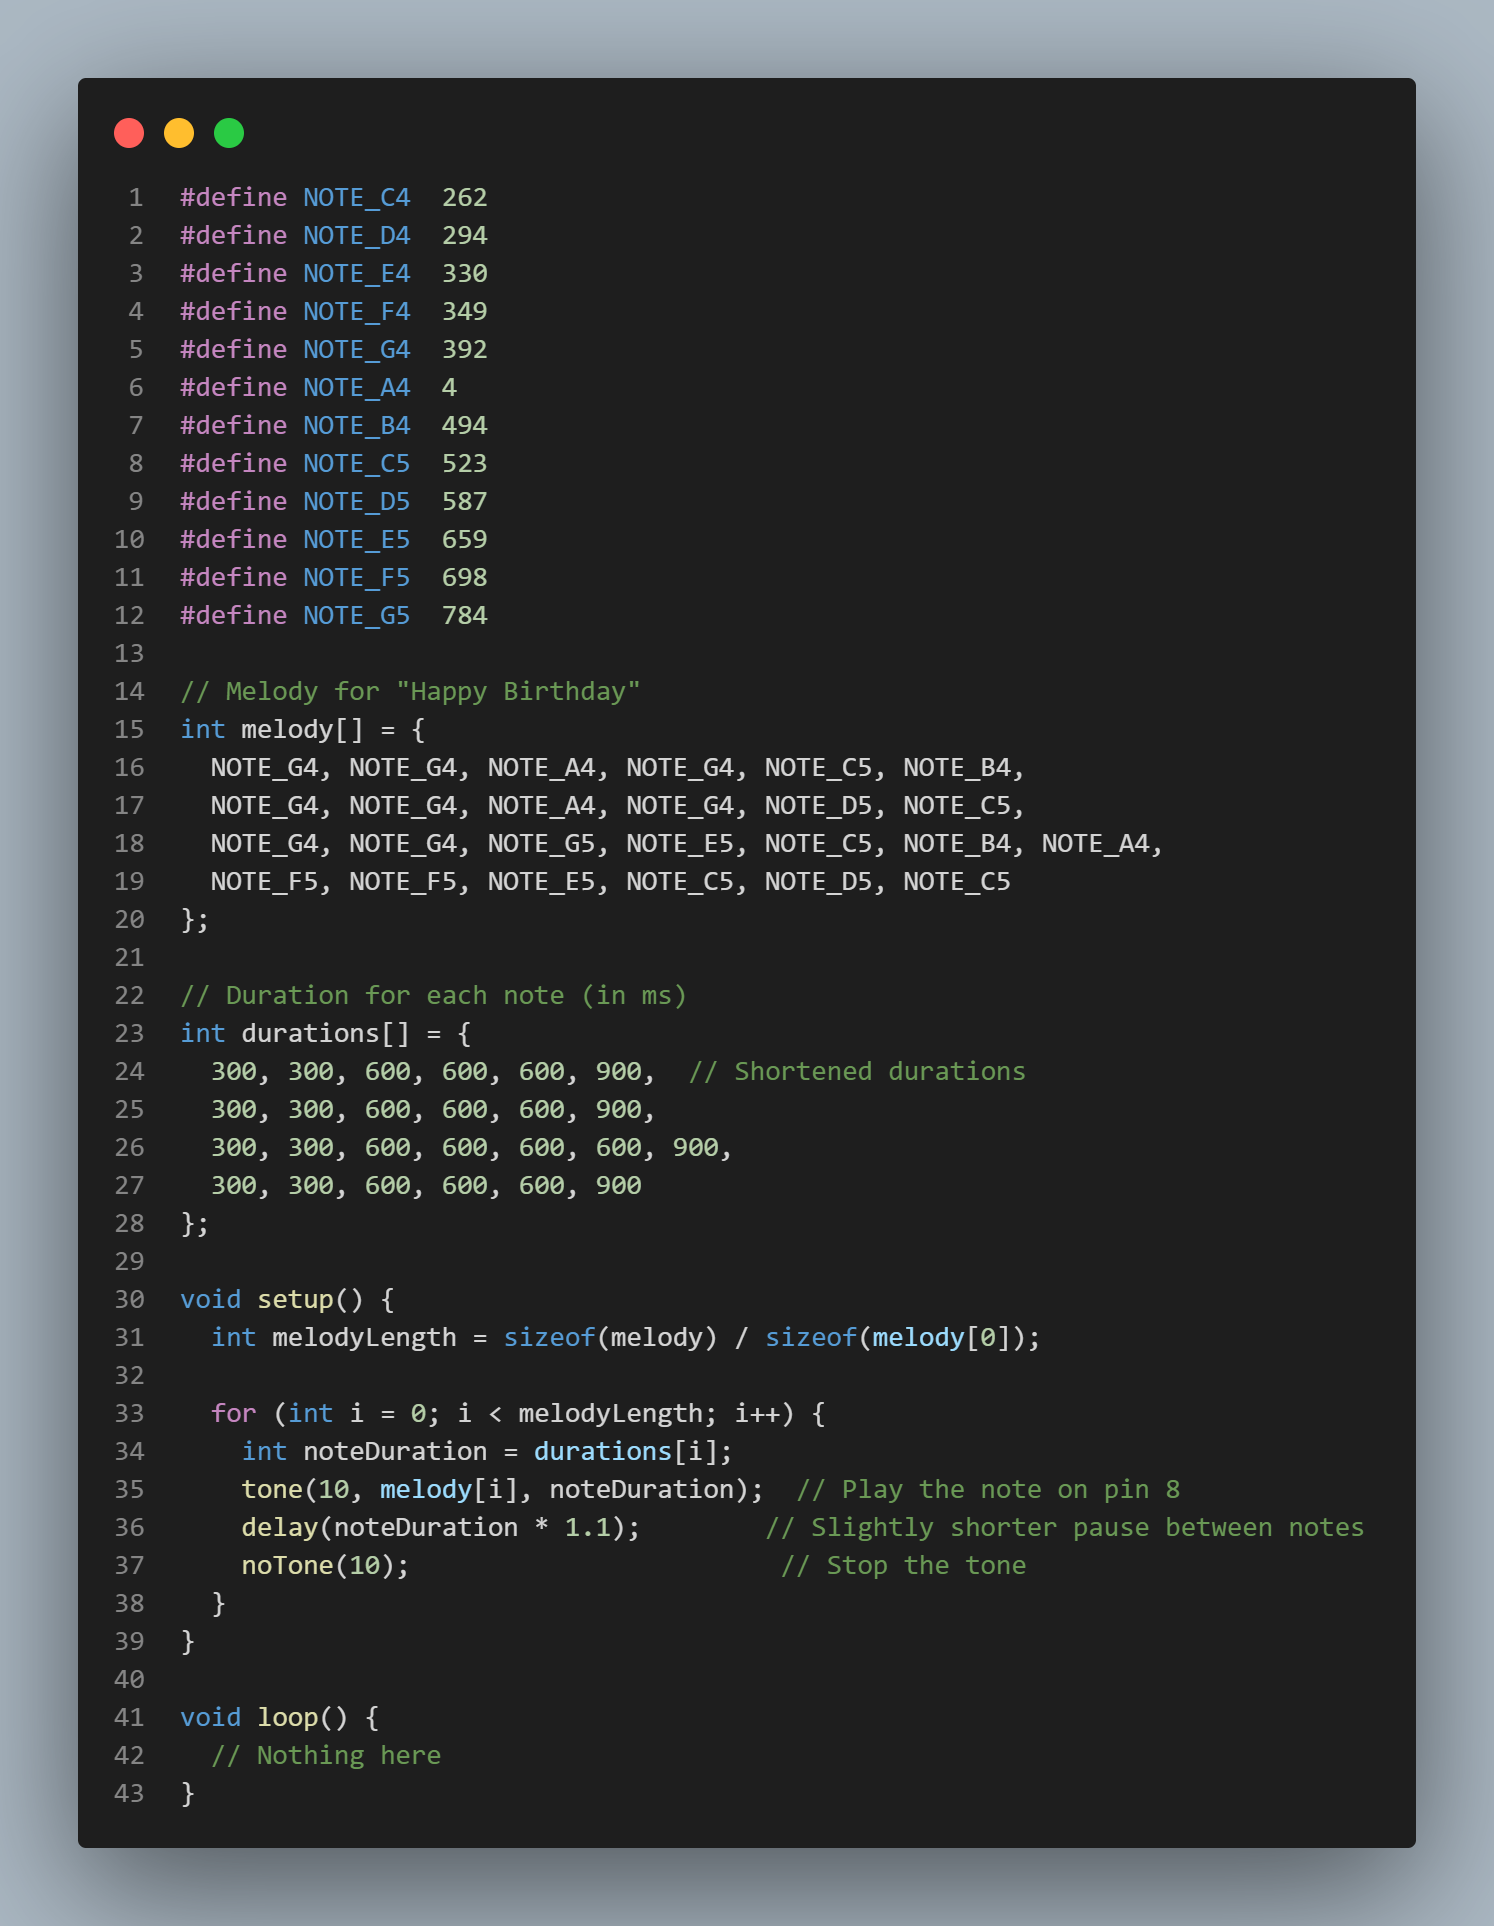 1 #define NOTE_C4  262
2 #define NOTE_D4  294
3 #define NOTE_E4  330
4 #define NOTE_F4  349
5 #define NOTE_G4  392
6 #define NOTE_A4  4
7 #define NOTE_B4  494
8 #define NOTE_C5  523
9 #define NOTE_D5  587
10 #define NOTE_E5  659
11 #define NOTE_F5  698
12 #define NOTE_G5  784
13
14 // Melody for "Happy Birthday"
15 int melody[] = {
16   NOTE_G4, NOTE_G4, NOTE_A4, NOTE_G4, NOTE_C5, NOTE_B4,
17   NOTE_G4, NOTE_G4, NOTE_A4, NOTE_G4, NOTE_D5, NOTE_C5,
18   NOTE_G4, NOTE_G4, NOTE_G5, NOTE_E5, NOTE_C5, NOTE_B4, NOTE_A4,
19   NOTE_F5, NOTE_F5, NOTE_E5, NOTE_C5, NOTE_D5, NOTE_C5
20 };
21
22 // Duration for each note (in ms)
23 int durations[] = {
24   300, 300, 600, 600, 600, 900,  // Shortened durations
25   300, 300, 600, 600, 600, 900,
26   300, 300, 600, 600, 600, 600, 900,
27   300, 300, 600, 600, 600, 900
28 };
29
30 void setup() {
31   int melodyLength = sizeof(melody) / sizeof(melody[0]);
32
33   for (int i = 0; i < melodyLength; i++) {
34     int noteDuration = durations[i];
35     tone(10, melody[i], noteDuration);  // Play the note on pin 8
36     delay(noteDuration * 1.1);        // Slightly shorter pause between notes
37     noTone(10);                        // Stop the tone
38   }
39 }
40
41 void loop() {
42   // Nothing here
43 }